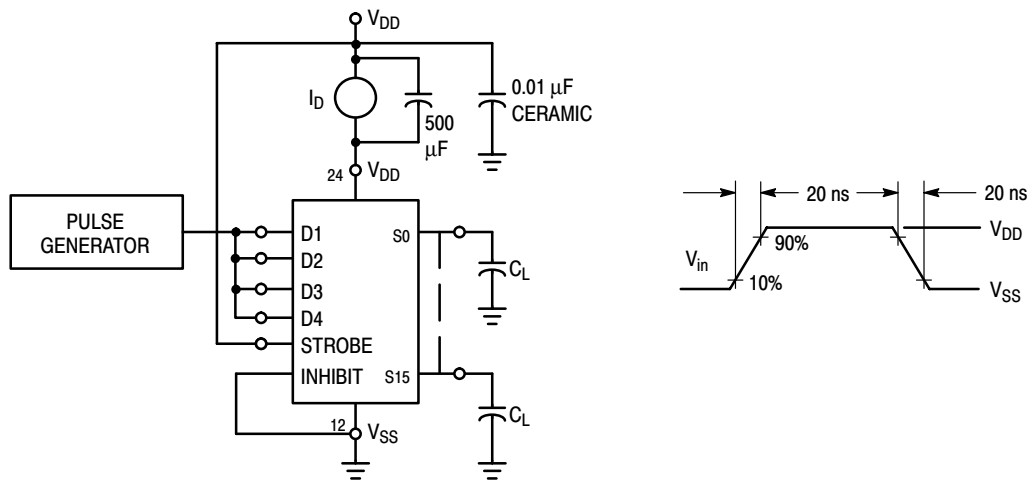 VDD
ID
500
μF
0.01 μF
CERAMIC
24 VDD
PULSE
GENERATOR
D1
D2
D3
D4
STROBE
INHIBIT
S0
S15
CL
CL
12 VSS
20 ns
20 ns
Vin
90%
10%
VDD
VSS